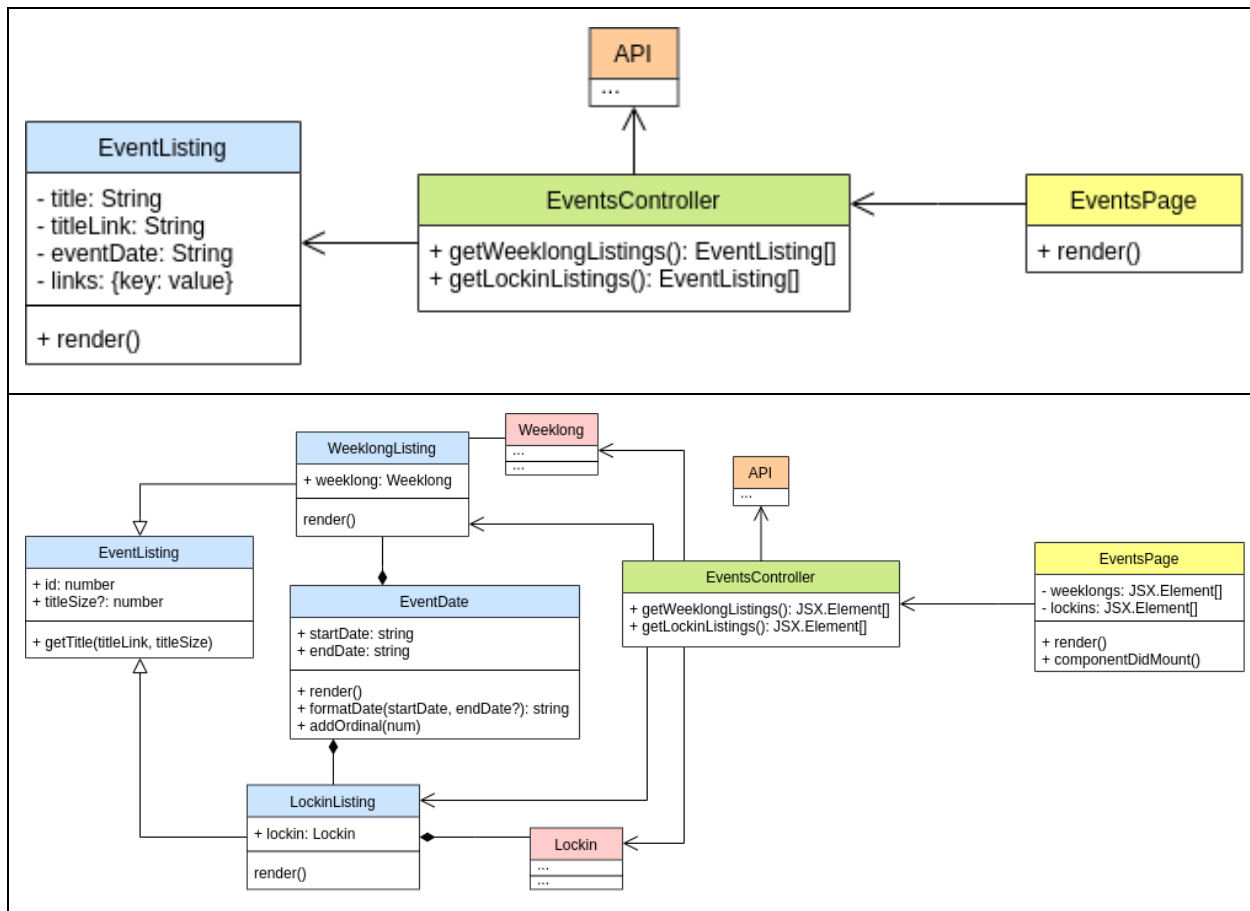 API
...
EventListing
- title: String
- titleLink: String
- eventDate: String
- links: {key: value}
+ render()
EventsController
+ getWeeklongListings(): EventListing[]
+ getLockinListings(): EventListing[]
EventsPage
+ render()
WeeklongListing
+ weeklong: Weeklong
render()
Weeklong
...
...
API
...
EventListing
+ id: number
+ titleSize?: number
+ getTitle(titleLink, titleSize)
EventDate
+ startDate: string
+ endDate: string
+ render()
+ formatDate(startDate, endDate?): string
+ addOrdinal(num)
EventsController
+ getWeeklongListings(): JSX.Element[]
+ getLockinListings(): JSX.Element[]
EventsPage
- weeklongs: JSX.Element[]
- lockins: JSX.Element[]
+ render()
+ componentDidMount()
LockinListing
+ lockin: Lockin
render()
Lockin
...
...